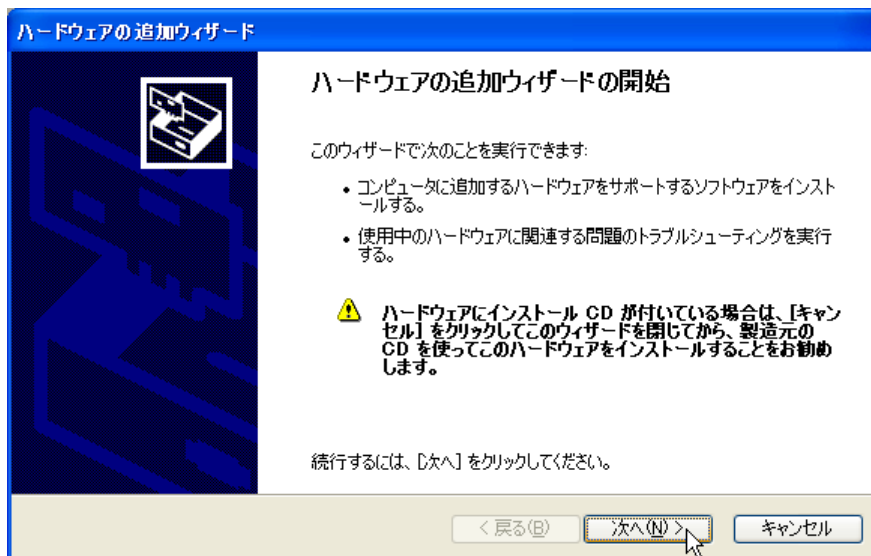 ハードウェアの追加ウィザード
ハードウェアの追加ウィザードの開始
このウィザードで次のことを実行できます:
• コンピュータに追加するハードウェアをサポートするソフトウェアをインスト
ールする。
• 使用中のハードウェアに関連する問題のトラブルシューティングを実行
する。
ハードウェアにインストール CD が付いている場合は、[キャン
セル] をクリックしてこのウィザードを閉じてから、製造元の
CD を使ってこのハードウェアをインストールすることをお勧め
します。
続行するには、[次へ] をクリックしてください。
< 戻る(B) 次へ(N) > キャンセル